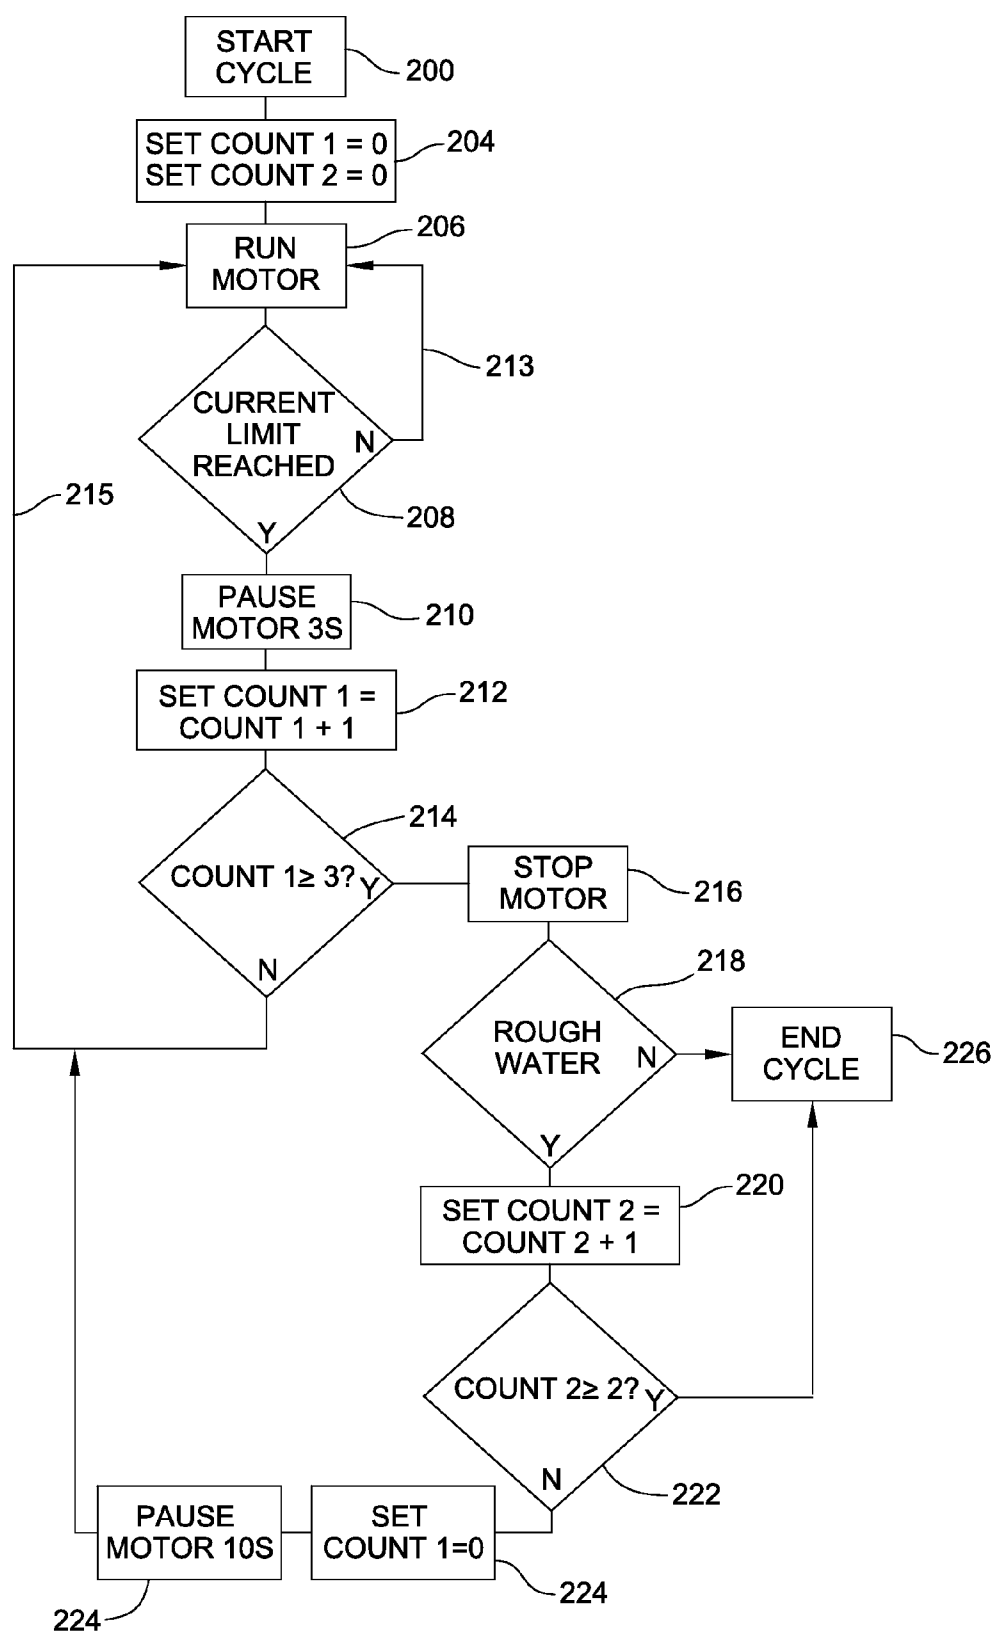 START
CYCLE
200
SET COUNT 1 = 0
SET COUNT 2 = 0
204
RUN
MOTOR
206
213
CURRENT
LIMIT
REACHED
N
Y
208
215
PAUSE
MOTOR 3S
210
SET COUNT 1 =
COUNT 1 + 1
212
214
COUNT 1≥ 3?
Y
N
STOP
MOTOR
216
218
ROUGH
WATER
N
Y
END
CYCLE
226
SET COUNT 2 =
COUNT 2 + 1
220
COUNT 2≥ 2?
Y
N
222
PAUSE
MOTOR 10S
224
SET
COUNT 1=0
224